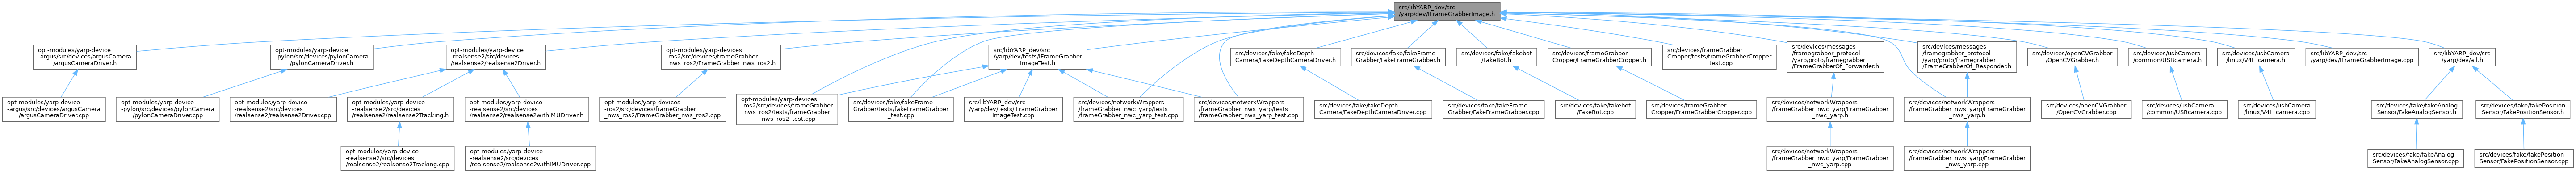 src/libYARP_dev/src
/yarp/dev/IFrameGrabberImage.h
opt-modules/yarp-device
-argus/src/devices/argusCamera
/argusCameraDriver.h
opt-modules/yarp-device
-pylon/src/devices/pylonCamera
/pylonCameraDriver.h
opt-modules/yarp-device
-realsense2/src/devices
/realsense2/realsense2Driver.h
opt-modules/yarp-devices
-ros2/src/devices/frameGrabber
_nws_ros2/FrameGrabber_nws_ros2.h
src/libYARP_dev/src
/yarp/dev/tests/IFrameGrabber
ImageTest.h
src/devices/fake/fakeDepth
Camera/FakeDepthCameraDriver.h
src/devices/fake/fakeFrame
Grabber/FakeFrameGrabber.h
src/devices/fake/fakebot
/FakeBot.h
src/devices/frameGrabber
Cropper/FrameGrabberCropper.h
src/devices/frameGrabber
Cropper/tests/frameGrabberCropper
_test.cpp
src/devices/messages
/framegrabber_protocol
/yarp/proto/framegrabber
/FrameGrabberOf_Forwarder.h
src/devices/messages
/framegrabber_protocol
/yarp/proto/framegrabber
/FrameGrabberOf_Responder.h
src/devices/openCVGrabber
/OpenCVGrabber.h
src/devices/usbCamera
/common/USBcamera.h
src/devices/usbCamera
/linux/V4L_camera.h
src/libYARP_dev/src
/yarp/dev/IFrameGrabberImage.cpp
src/libYARP_dev/src
/yarp/dev/all.h
opt-modules/yarp-device
-argus/src/devices/argusCamera
/argusCameraDriver.cpp
opt-modules/yarp-device
-pylon/src/devices/pylonCamera
/pylonCameraDriver.cpp
opt-modules/yarp-device
-realsense2/src/devices
/realsense2/realsense2Driver.cpp
opt-modules/yarp-device
-realsense2/src/devices
/realsense2/realsense2Tracking.h
opt-modules/yarp-device
-realsense2/src/devices
/realsense2/realsense2withIMUDriver.h
opt-modules/yarp-devices
-ros2/src/devices/frameGrabber
_nws_ros2/FrameGrabber_nws_ros2.cpp
opt-modules/yarp-devices
-ros2/src/devices/frameGrabber
_nws_ros2/tests/frameGrabber
_nws_ros2_test.cpp
src/devices/fake/fakeFrame
Grabber/tests/fakeFrameGrabber
_test.cpp
src/libYARP_dev/src
/yarp/dev/tests/IFrameGrabber
ImageTest.cpp
src/devices/networkWrappers
/frameGrabber_nwc_yarp/tests
/frameGrabber_nwc_yarp_test.cpp
src/devices/networkWrappers
/frameGrabber_nws_yarp/tests
/frameGrabber_nws_yarp_test.cpp
src/devices/fake/fakeDepth
Camera/FakeDepthCameraDriver.cpp
src/devices/fake/fakeFrame
Grabber/FakeFrameGrabber.cpp
src/devices/fake/fakebot
/FakeBot.cpp
src/devices/frameGrabber
Cropper/FrameGrabberCropper.cpp
src/devices/networkWrappers
/frameGrabber_nwc_yarp/FrameGrabber
_nwc_yarp.h
src/devices/networkWrappers
/frameGrabber_nws_yarp/FrameGrabber
_nws_yarp.h
src/devices/openCVGrabber
/OpenCVGrabber.cpp
src/devices/usbCamera
/common/USBcamera.cpp
src/devices/usbCamera
/linux/V4L_camera.cpp
src/devices/fake/fakeAnalog
Sensor/FakeAnalogSensor.h
src/devices/fake/fakePosition
Sensor/FakePositionSensor.h
opt-modules/yarp-device
-realsense2/src/devices
/realsense2/realsense2Tracking.cpp
opt-modules/yarp-device
-realsense2/src/devices
/realsense2/realsense2withIMUDriver.cpp
src/devices/networkWrappers
/frameGrabber_nwc_yarp/FrameGrabber
_nwc_yarp.cpp
src/devices/networkWrappers
/frameGrabber_nws_yarp/FrameGrabber
_nws_yarp.cpp
src/devices/fake/fakeAnalog
Sensor/FakeAnalogSensor.cpp
src/devices/fake/fakePosition
Sensor/FakePositionSensor.cpp